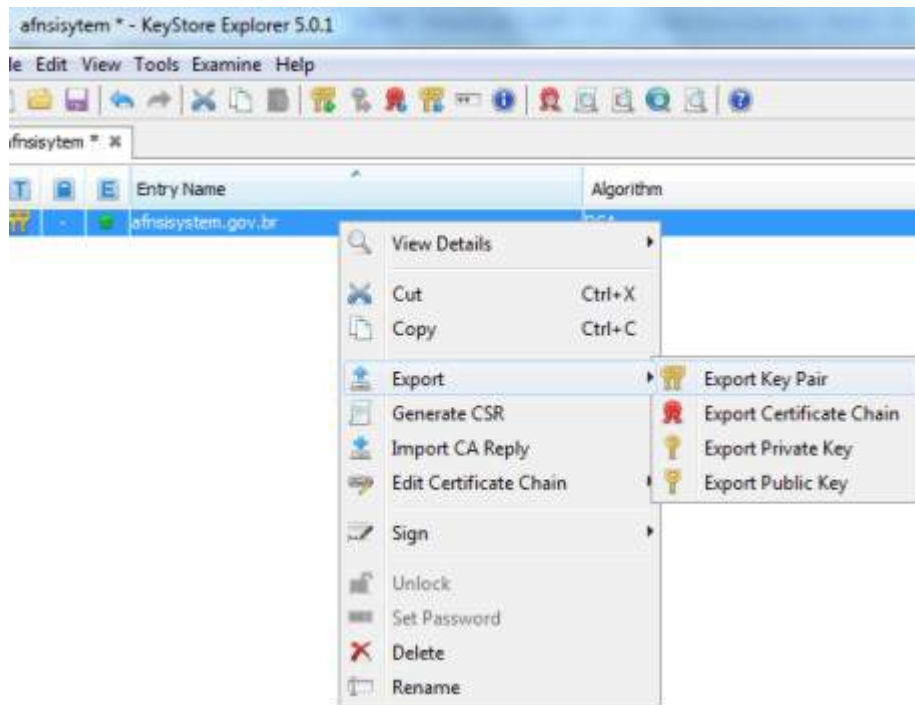 afnsisytem * - KeyStore Explorer 5.0.1
le Edit View Tools Examine Help
afnsisytem *
T E Entry Name Algorithm
afnsisystem.gov.br RSA
View Details
Cut Ctrl+X
Copy Ctrl+C
Export Export Key Pair
Generate CSR Export Certificate Chain
Import CA Reply Export Private Key
Edit Certificate Chain Export Public Key
Sign
Unlock
Set Password
Delete
Rename